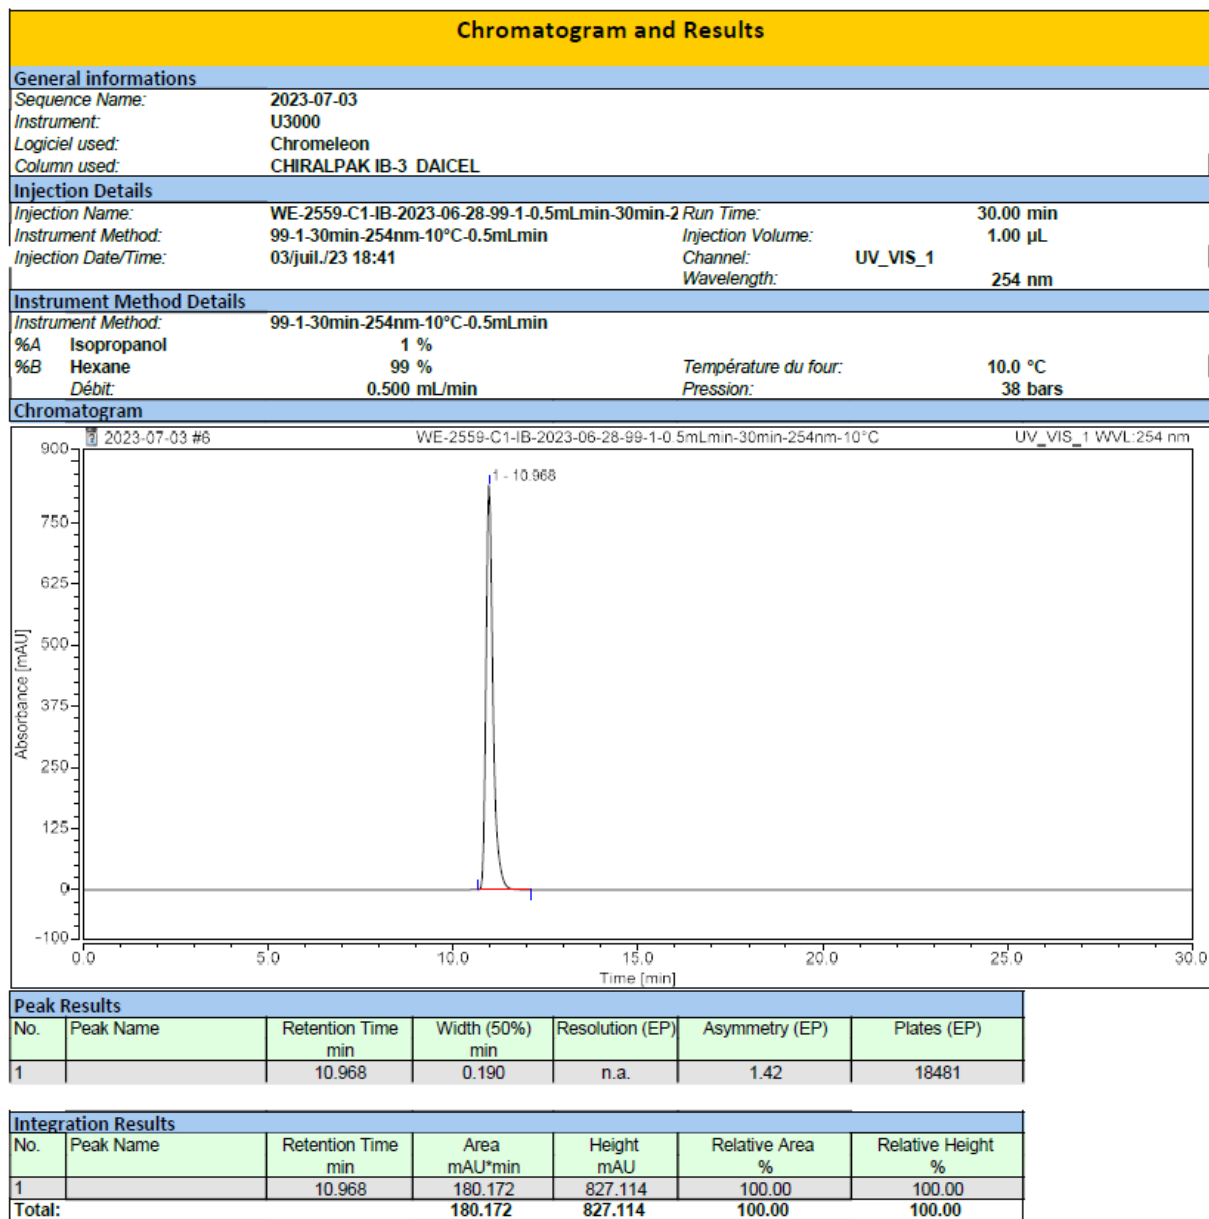 Chromatogram and Results
General informations
Sequence Name: 2023-07-03
Instrument: U3000
Logiciel used: Chromeleon
Column used: CHIRALPAK IB-3 DAICEL
Injection Details
Injection Name: WE-2559-C1-IB-2023-06-28-99-1-0.5mLmin-30min-2 Run Time: 30.00 min
Instrument Method: 99-1-30min-254nm-10°C-0.5mLmin Injection Volume: 1.00 µL
Injection Date/Time: 03/juil./23 18:41 Channel: UV_VIS_1
Wavelength: 254 nm
Instrument Method Details
Instrument Method: 99-1-30min-254nm-10°C-0.5mLmin
%A Isopropanol 1 %
%B Hexane 99 % Température du four: 10.0 °C
Débit: 0.500 mL/min Pression: 38 bars
Chromatogram
2023-07-03 #6 WE-2559-C1-IB-2023-06-28-99-1-0.5mLmin-30min-254nm-10°C UV_VIS_1 WVL:254 nm
900
1 - 10.968
750
625
500
375
250
125
0
-100
Absorbance [mAU]
0.0 5.0 10.0 15.0 20.0 25.0 30.0
Time [min]
Peak Results
No. Peak Name Retention Time Width (50%) Resolution (EP) Asymmetry (EP) Plates (EP)
min min
1 10.968 0.190 n.a. 1.42 18481
Integration Results
No. Peak Name Retention Time Area Height Relative Area Relative Height
min mAU*min mAU % %
1 10.968 180.172 827.114 100.00 100.00
Total: 180.172 827.114 100.00 100.00